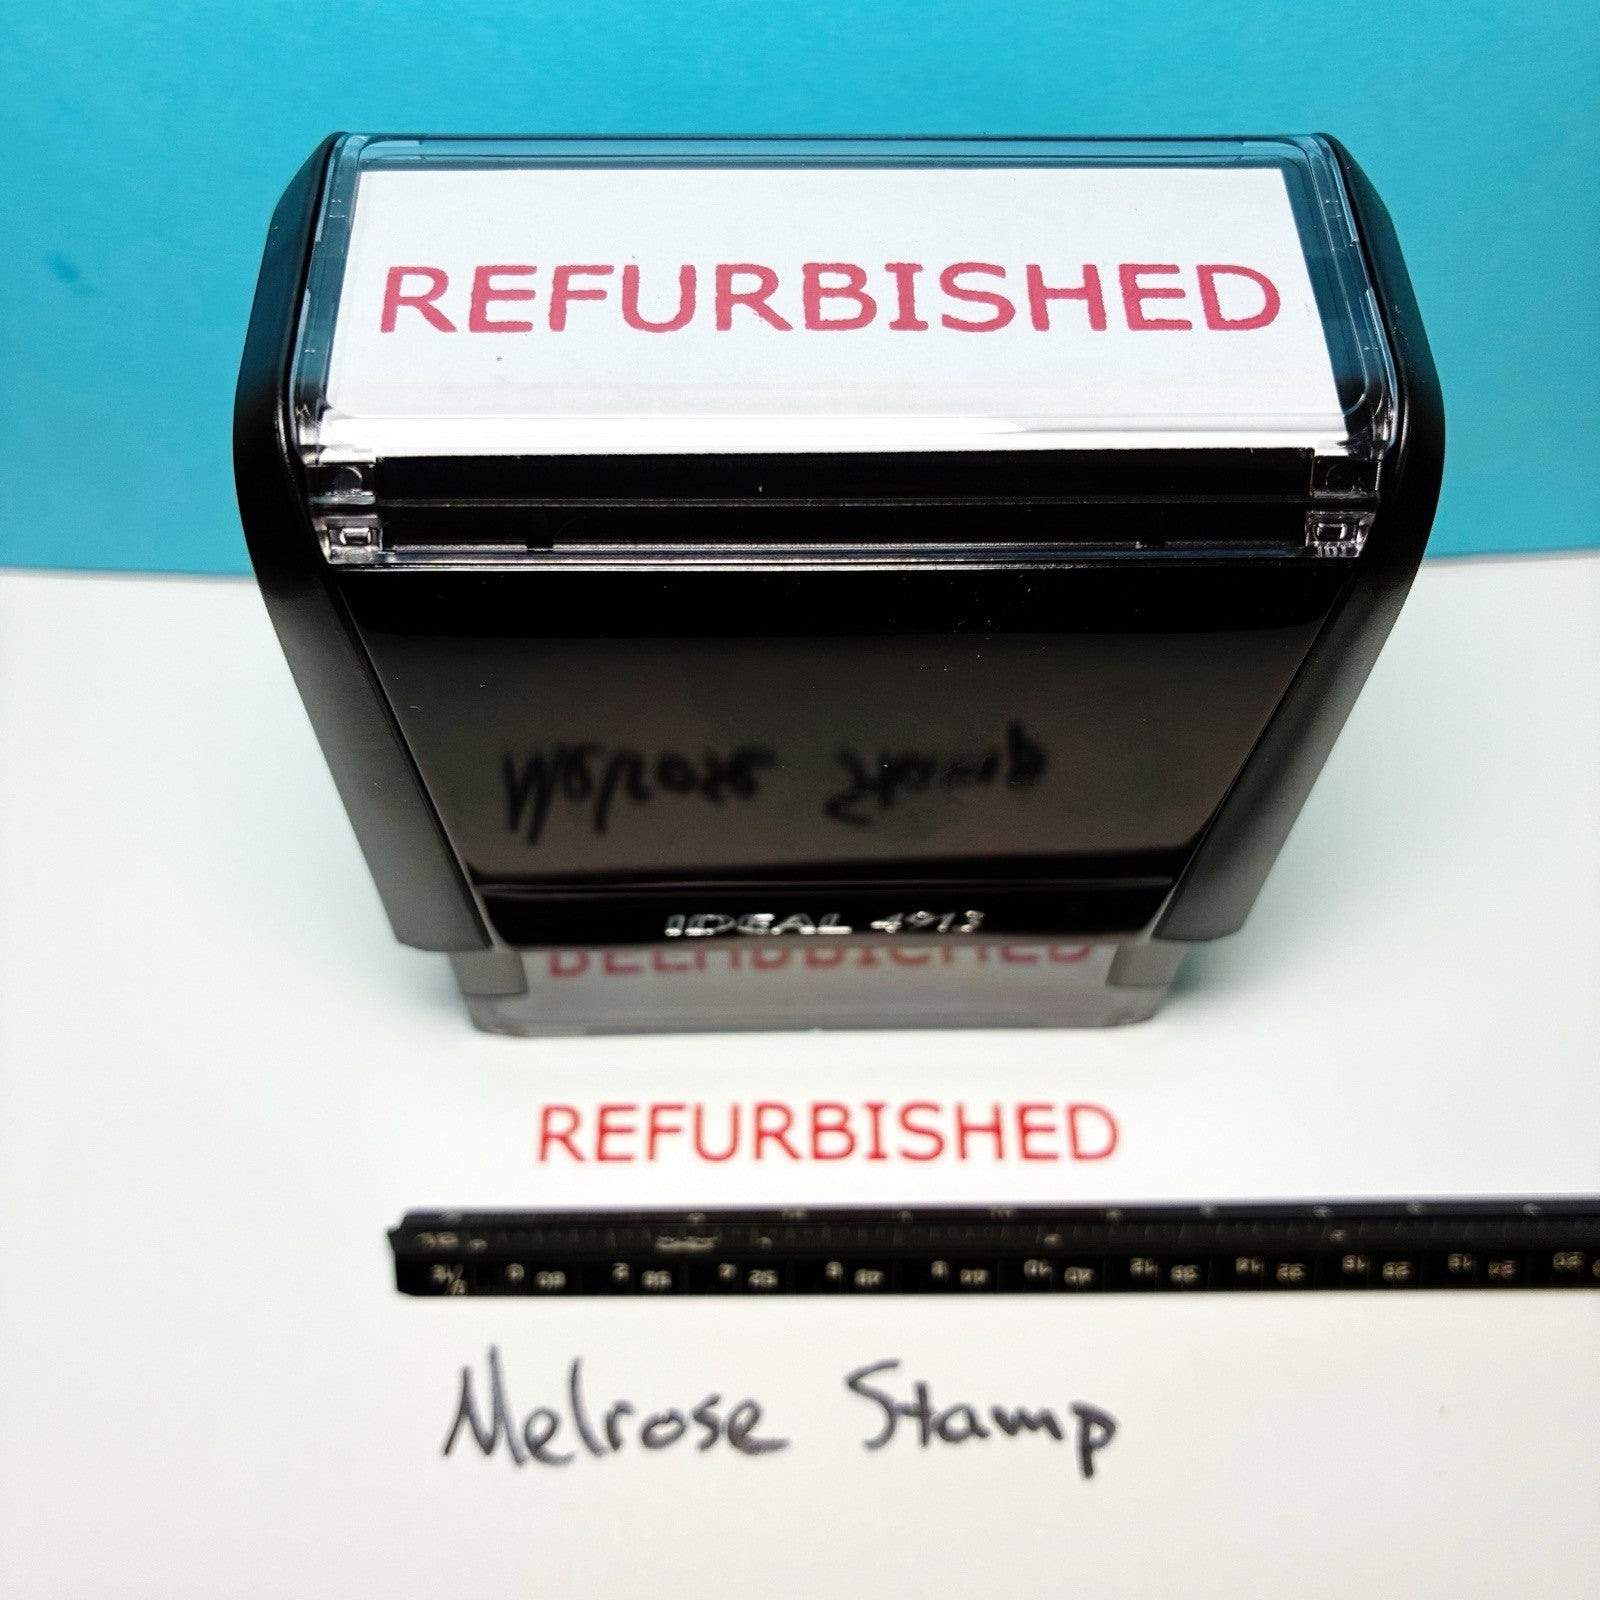 REFURBISHED
IDEAL 4913
REFURBISHED
Melrose Stamp